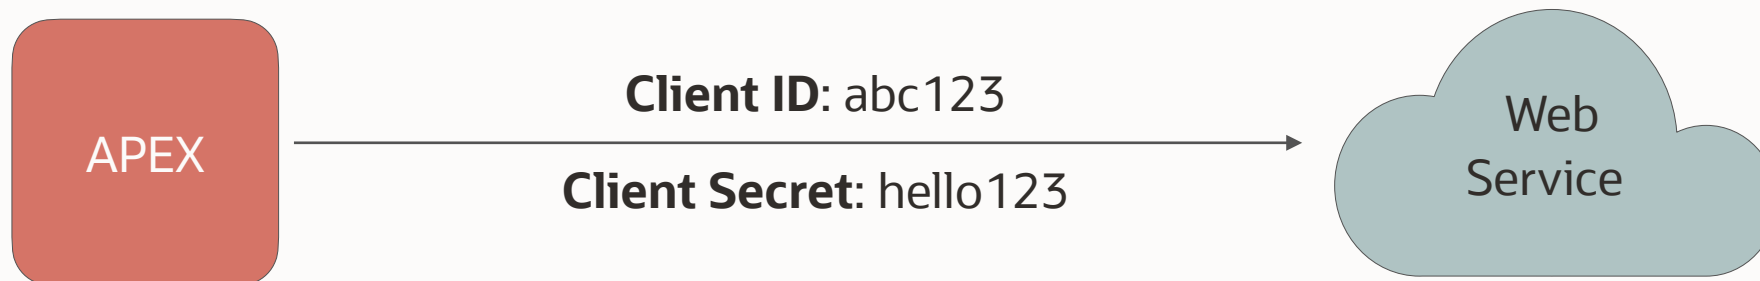 APEX
Client ID: abc123
Client Secret: hello123
Web
Service